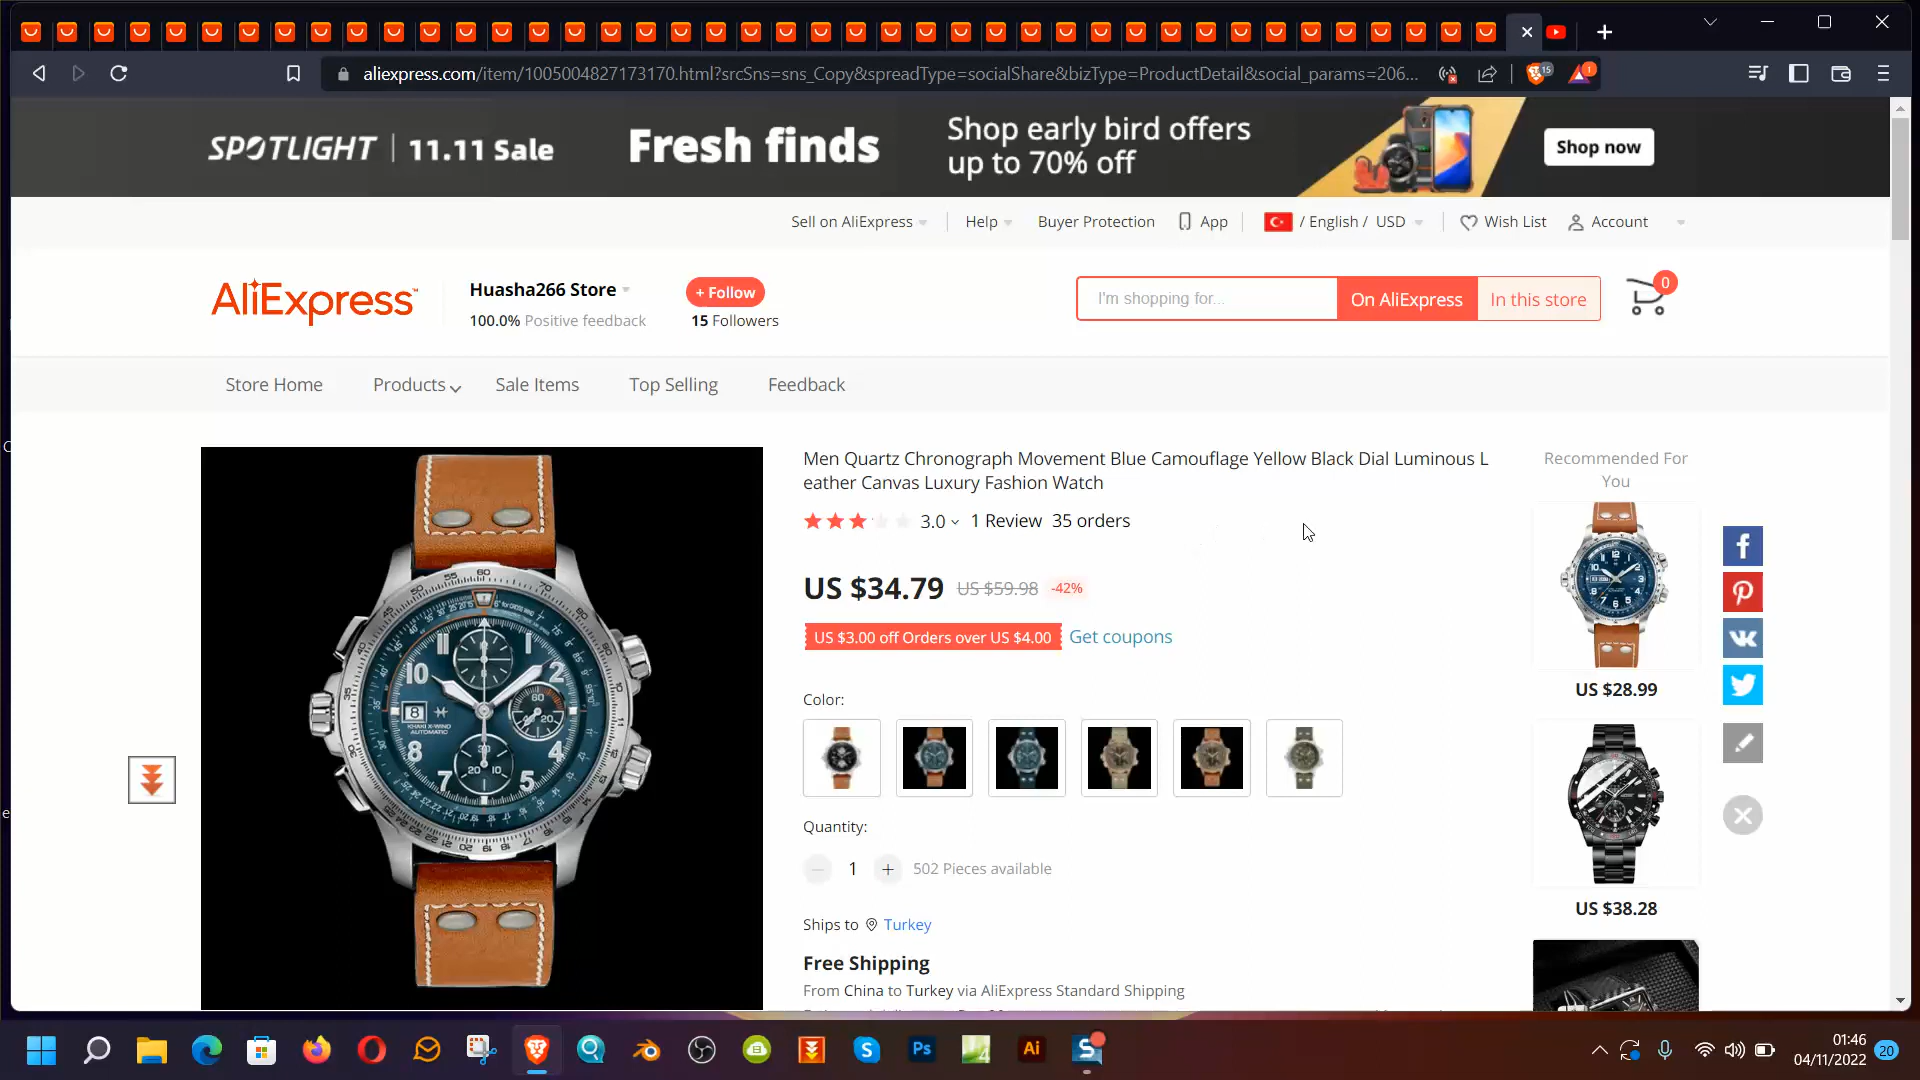 aliexpress.com/item/1005004827173170.html?srcSns=sns_Copy&spreadType=socialShare&bizType=ProductDetail&social_params=206...
15
1
SPOTLIGHT | 11.11 Sale
Fresh finds
Shop early bird offers
up to 70% off
Shop now
Sell on AliExpress
Help
Buyer Protection
App
/ English / USD
Wish List
Account
AliExpress
Huasha266 Store
100.0% Positive feedback
+ Follow
15 Followers
I'm shopping for...
On AliExpress
In this store
0
Store Home
Products
Sale Items
Top Selling
Feedback
Men Quartz Chronograph Movement Blue Camouflage Yellow Black Dial Luminous L
eather Canvas Luxury Fashion Watch
3.0
1 Review
35 orders
US $34.79
US $59.98
-42%
US $3.00 off Orders over US $4.00
Get coupons
Color:
Quantity:
1
+
502 Pieces available
Ships to Turkey
Free Shipping
From China to Turkey via AliExpress Standard Shipping
Recommended For
You
US $28.99
US $38.28
KHAKI X-WIND
AUTOMATIC
01:46
04/11/2022
20
Ps
Ai